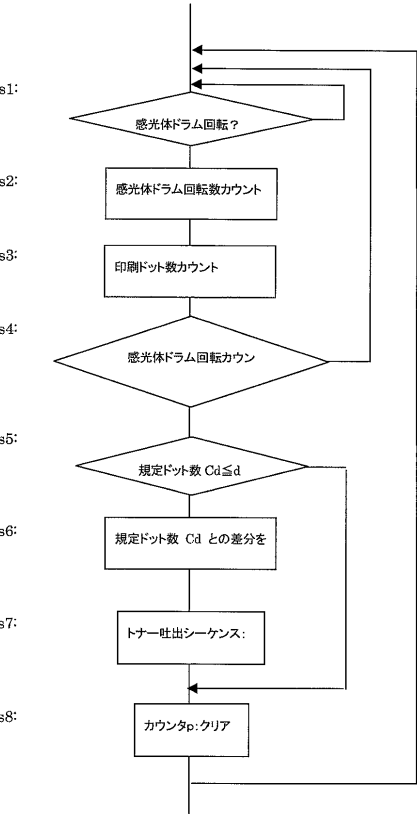 s1:
感光体ドラム回転？
s2:
感光体ドラム回転数カウント
s3:
印刷ドット数カウント
s4:
感光体ドラム回転カウン
s5:
規定ドット数 Cd≦d
s6:
規定ドット数 Cd との差分を
s7:
トナー吐出シーケンス:
s8:
カウンタp:クリア